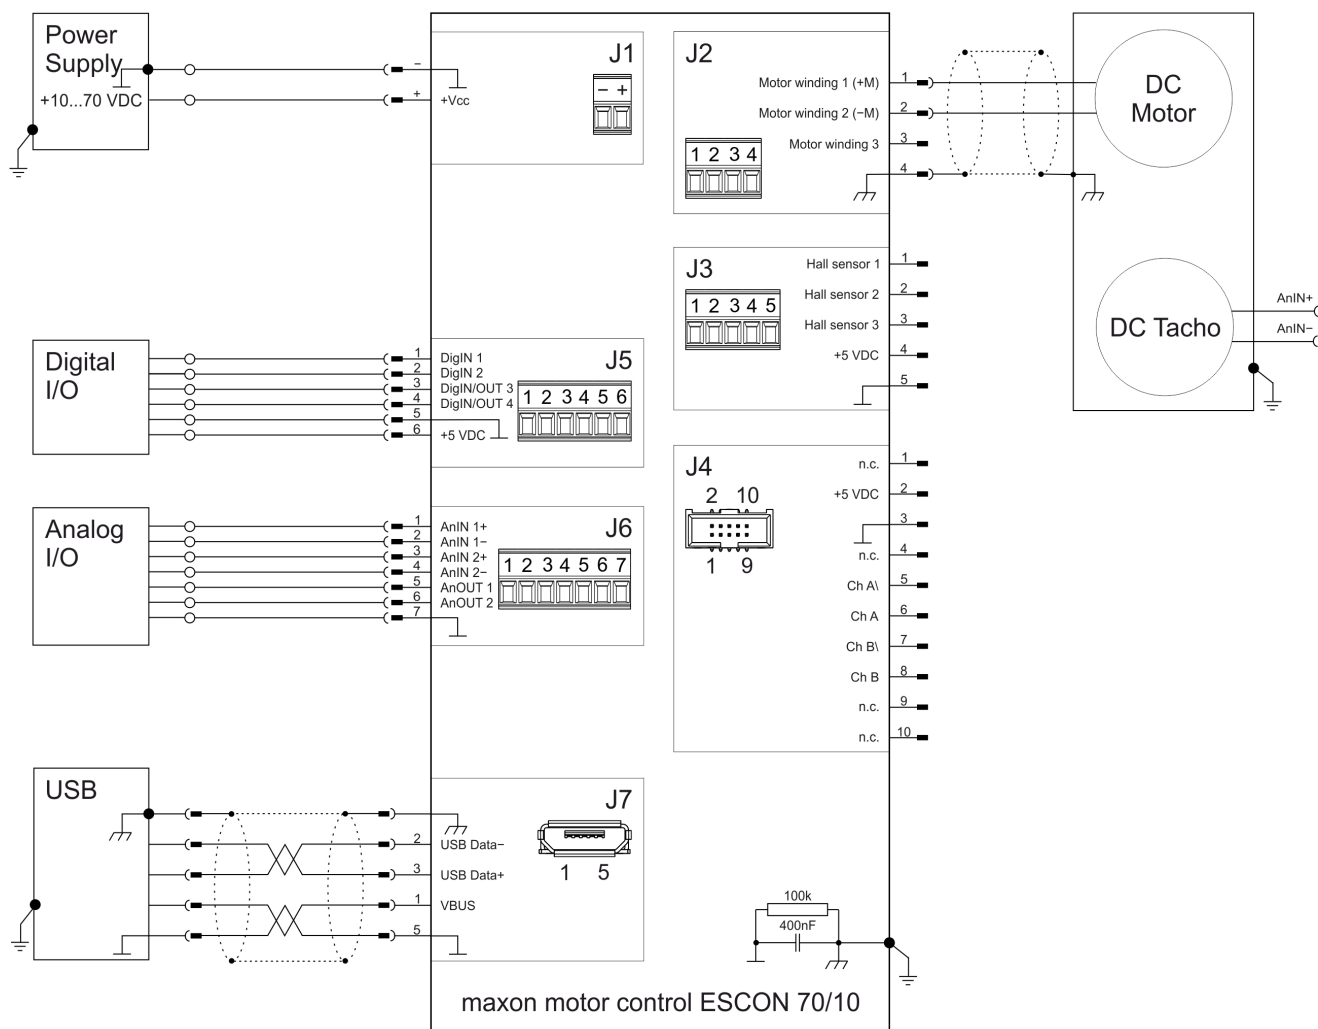 Power
Supply
+10...70 VDC
−
+
+Vcc
J1
− +
J2
1 2 3 4
Motor winding 1 (+M)
1
Motor winding 2 (−M)
2
Motor winding 3
3
4
DC
Motor
J3
1 2 3 4 5
Hall sensor 1
1
Hall sensor 2
2
Hall sensor 3
3
+5 VDC
4
5
DC Tacho
AnIN+
AnIN−
Digital
I/O
1
DigIN 1
2
DigIN 2
3
DigIN/OUT 3
4
DigIN/OUT 4
5
6
+5 VDC
J5
1 2 3 4 5 6
J4
2 10
1 9
n.c.
1
+5 VDC
2
3
n.c.
4
Ch A\
5
Ch A
6
Ch B\
7
Ch B
8
n.c.
9
n.c.
10
Analog
I/O
1
AnIN 1+
2
AnIN 1−
3
AnIN 2+
4
AnIN 2−
5
AnOUT 1
6
AnOUT 2
7
J6
1 2 3 4 5 6 7
USB
2
USB Data−
3
USB Data+
1
VBUS
5
J7
1 5
100k
400nF
maxon motor control ESCON 70/10